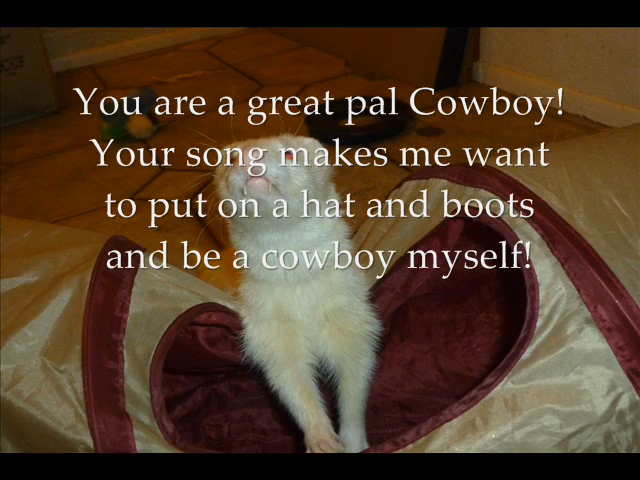 You are a great pal Cowboy!
Your song makes me want
to put on a hat and boots
and be a cowboy myself!